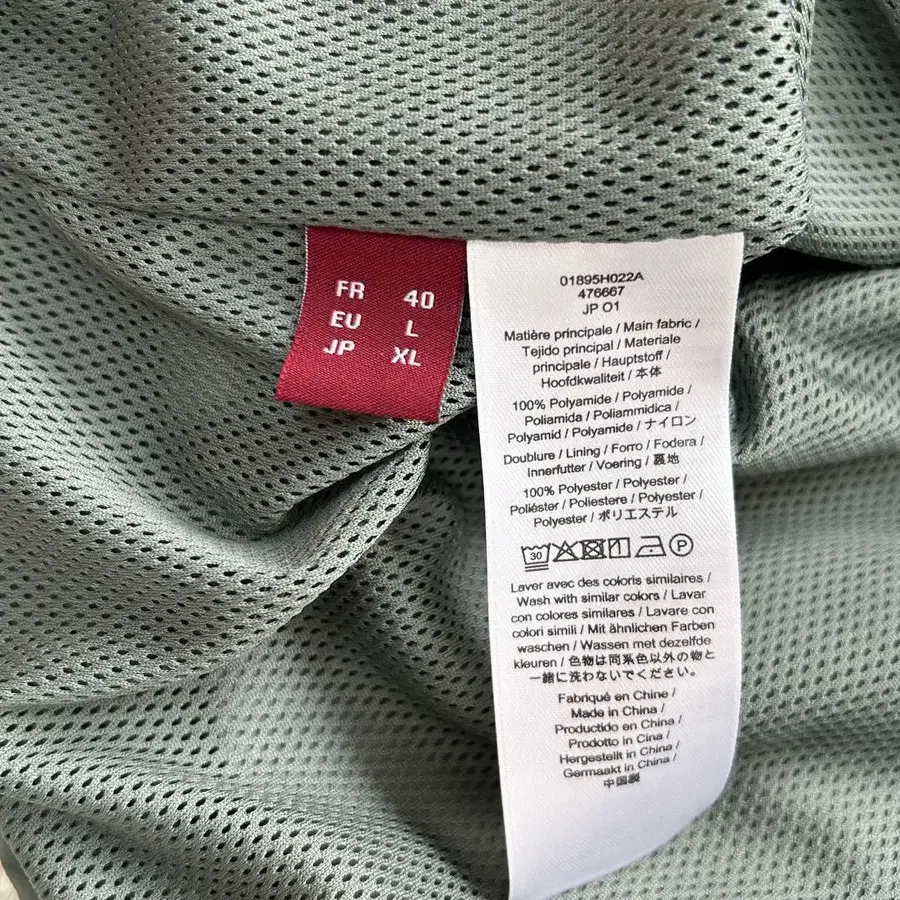 FR 40
EU L
JP XL
01895H022A
476667
JP O1
Matière principale / Main fabric /
Tejido principal / Materiale
principale / Hauptstoff /
Hoofdkwaliteit / 本体
100% Polyamide / Polyamide /
Poliamida / Poliammidica /
Polyamid / Polyamide / ナイロン
Doublure / Lining / Forro / Fodera /
Innerfutter / Voering / 裏地
100% Polyester / Polyester /
Poliéster / Poliestere / Polyester /
Polyester / ポリエステル
30 P
Laver avec des coloris similaires /
Wash with similar colors / Lavar
con colores similares / Lavare con
colori simili / Mit ähnlichen Farben
waschen / Wassen met dezelfde
kleuren / 色物は同系色以外の物と
一緒に洗わないでください。
Fabriqué en Chine /
Made in China /
Productido en China /
Prodotto in Cina /
Hergestellt in China /
Germaakt in China /
中国製